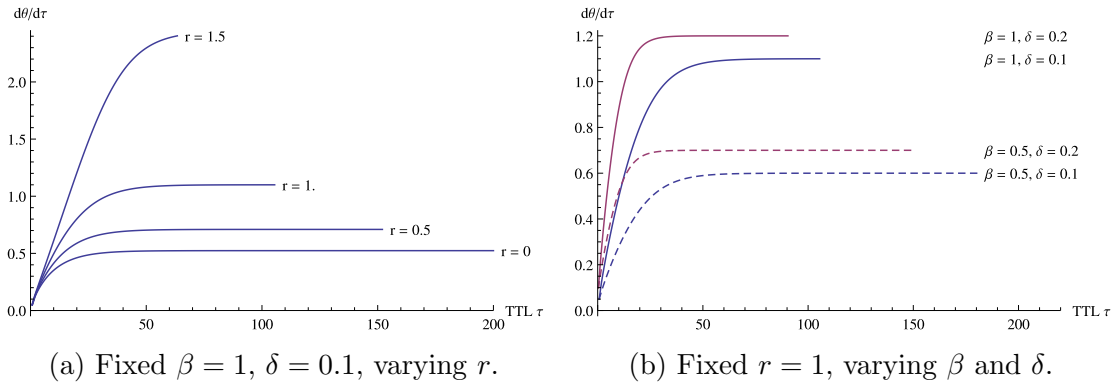 dθ/dτ
r = 1.5
2.0
1.5
1.0
r = 1.
r = 0.5
0.5
r = 0
0.0
TTL τ
50
100
150
200
(a) Fixed β = 1, δ = 0.1, varying r.
dθ/dτ
1.2
β = 1, δ = 0.2
β = 1, δ = 0.1
1.0
0.8
β = 0.5, δ = 0.2
0.6
β = 0.5, δ = 0.1
0.4
0.2
0.0
TTL τ
50
100
150
200
(b) Fixed r = 1, varying β and δ.